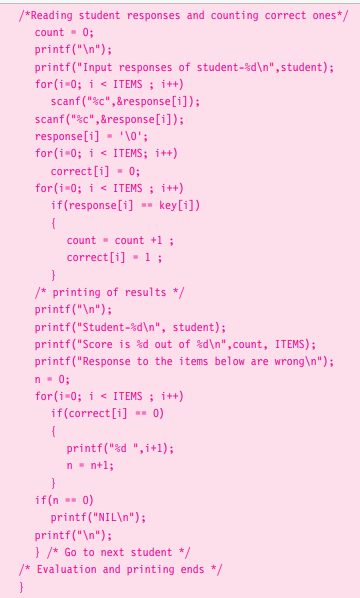 /*Reading student responses and counting correct ones*/
count = 0;
printf("\n");
printf("Input responses of student-%d\n",student);
for(i=0; i < ITEMS ; i++)
scanf("%c",&response[i]);
scanf("%c",&response[i]);
response[i] = '\0';
for(i=0; i < ITEMS; i++)
correct[i] = 0;
for(i=0; i < ITEMS ; i++)
if(response[i] == key[i])
{
count = count +1 ;
correct[i] = 1 ;
}
/* printing of results */
printf("\n");
printf("Student-%d\n", student);
printf("Score is %d out of %d\n",count, ITEMS);
printf("Response to the items below are wrong\n");
n = 0;
for(i=0; i < ITEMS ; i++)
if(correct[i] == 0)
{
printf("%d ",i+1);
n = n+1;
}
if(n == 0)
printf("NIL\n");
printf("\n");
} /* Go to next student */
/* Evaluation and printing ends */
}